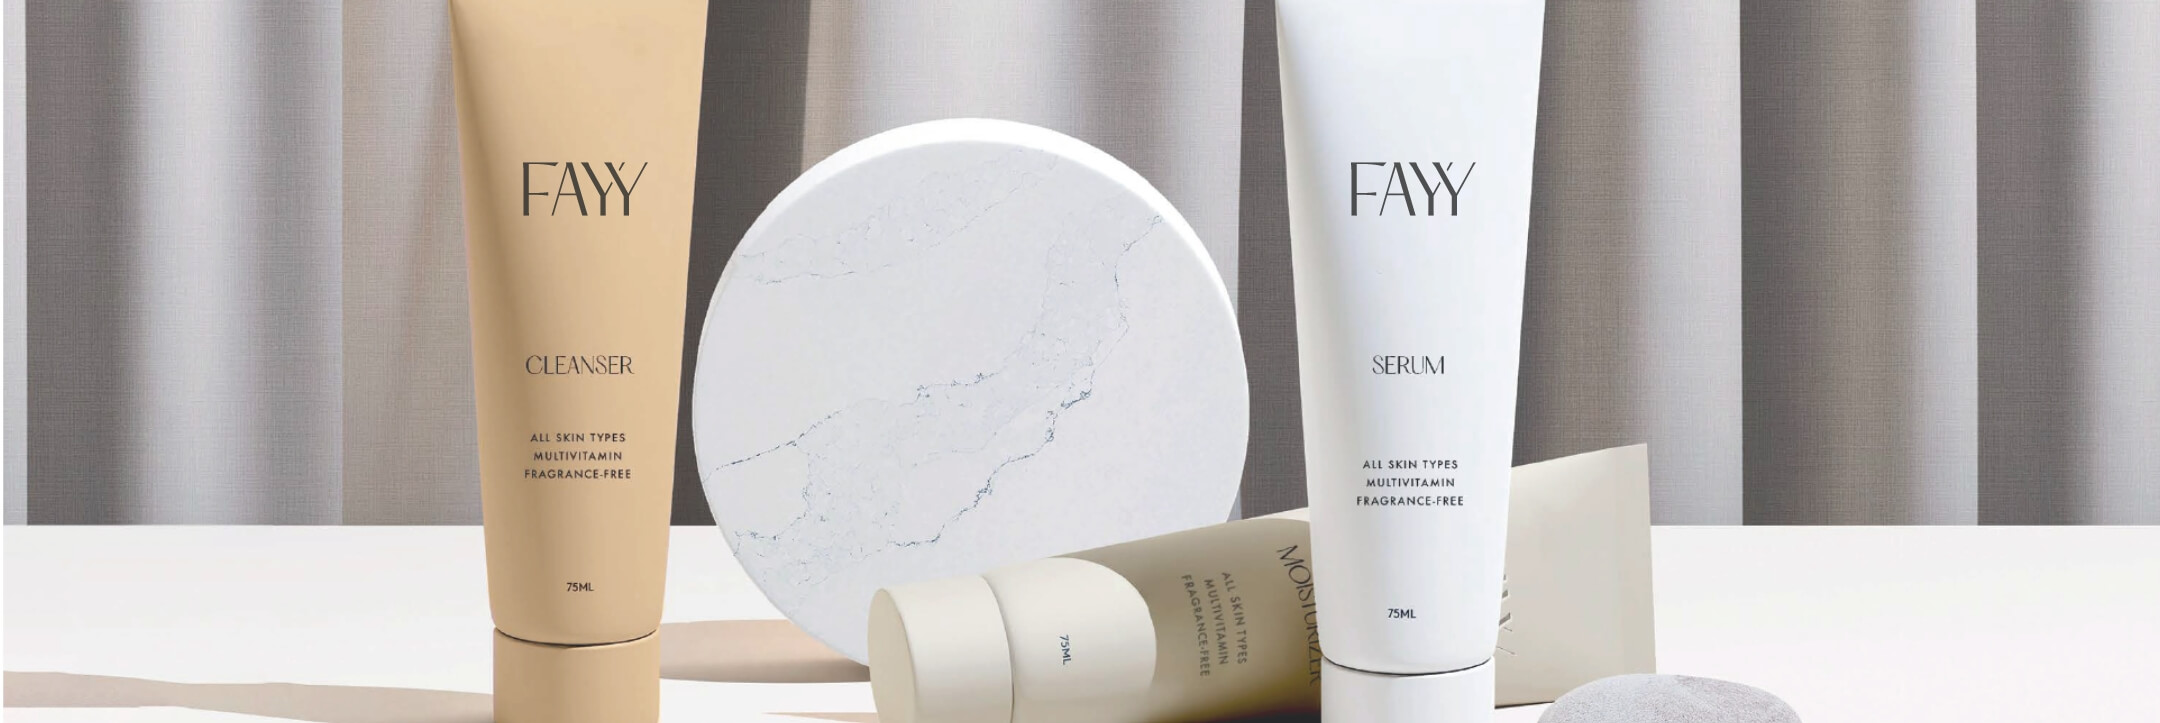 FAYY
CLEANSER
ALL SKIN TYPES
MULTIVITAMIN
FRAGRANCE-FREE
75ML
FAYY
SERUM
ALL SKIN TYPES
MULTIVITAMIN
FRAGRANCE-FREE
75ML
MOISTURIZER
ALL SKIN TYPES
MULTIVITAMIN
FRAGRANCE-FREE
75ML